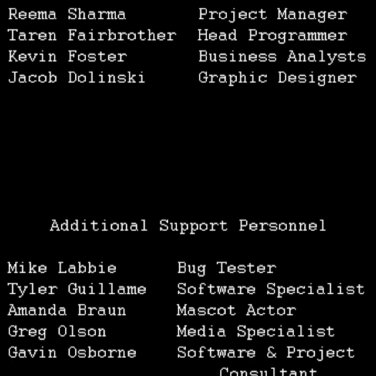 Reema Sharma Project Manager
Taren Fairbrother Head Programmer
Kevin Foster Business Analysts
Jacob Dolinski Graphic Designer
Additional Support Personnel
Mike Labbie Bug Tester
Tyler Guillame Software Specialist
Amanda Braun Mascot Actor
Greg Olson Media Specialist
Gavin Osborne Software & Project
Consultant